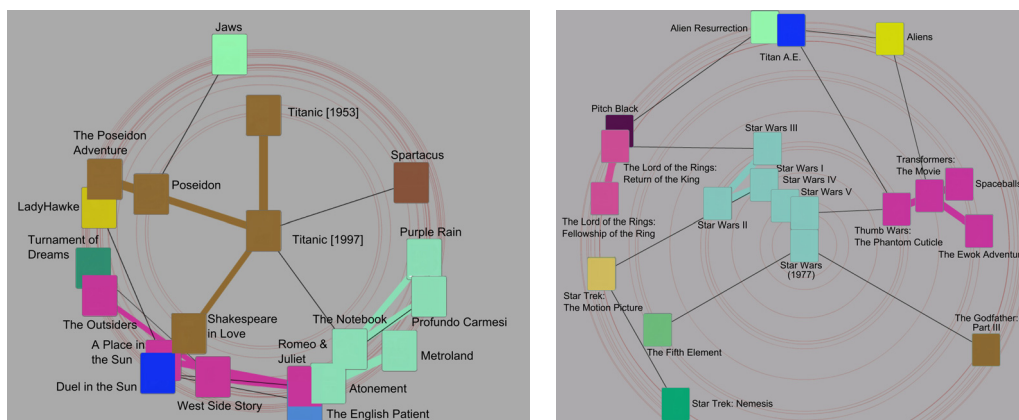 Jaws
Titanic [1953]
The Poseidon
Adventure
Spartacus
Poseidon
LadyHawke
Titanic [1997]
Purple Rain
Turnament of
Dreams
The Outsiders
Shakespeare
in Love
The Notebook
Profundo Carmesi
A Place in
the Sun
Romeo &
Juliet
Metroland
Duel in the Sun
Atonement
West Side Story
The English Patient
Alien Resurrection
Titan A.E.
Aliens
Pitch Black
Star Wars III
The Lord of the Rings:
Return of the King
Star Wars I
Star Wars IV
Star Wars V
Transformers:
The Movie
Spaceballs
The Lord of the Rings:
Fellowship of the Ring
Star Wars II
Thumb Wars:
The Phantom Cuticle
The Ewok Adventur
Star Wars
(1977)
Star Trek:
The Motion Picture
The Godfather:
Part III
The Fifth Element
Star Trek: Nemesis